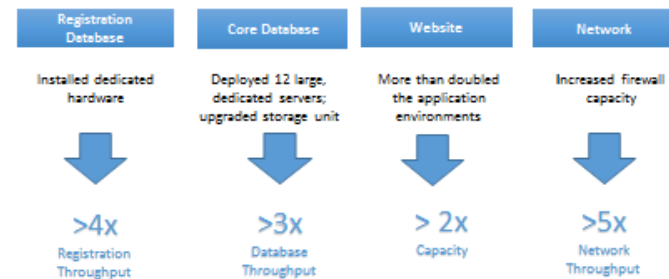 Registration
Database
Installed dedicated
hardware
>4x
Registration
Throughput
Core Database
Deployed 12 large,
dedicated servers;
upgraded storage unit
>3x
Database
Throughput
Website
More than doubled
the application
environments
> 2x
Capacity
Network
Increased firewall
capacity
>5x
Network
Throughput